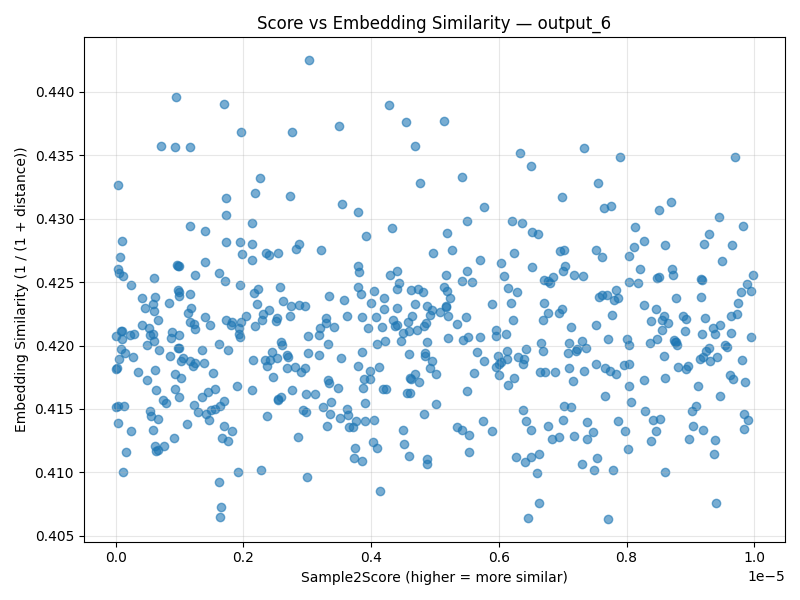 Score vs Embedding Similarity — output_6
Embedding Similarity (1 / (1 + distance))
0.440
0.435
0.430
0.425
0.420
0.415
0.410
0.405
0.0 0.2 0.4 0.6 0.8 1.0
1e−5
Sample2Score (higher = more similar)